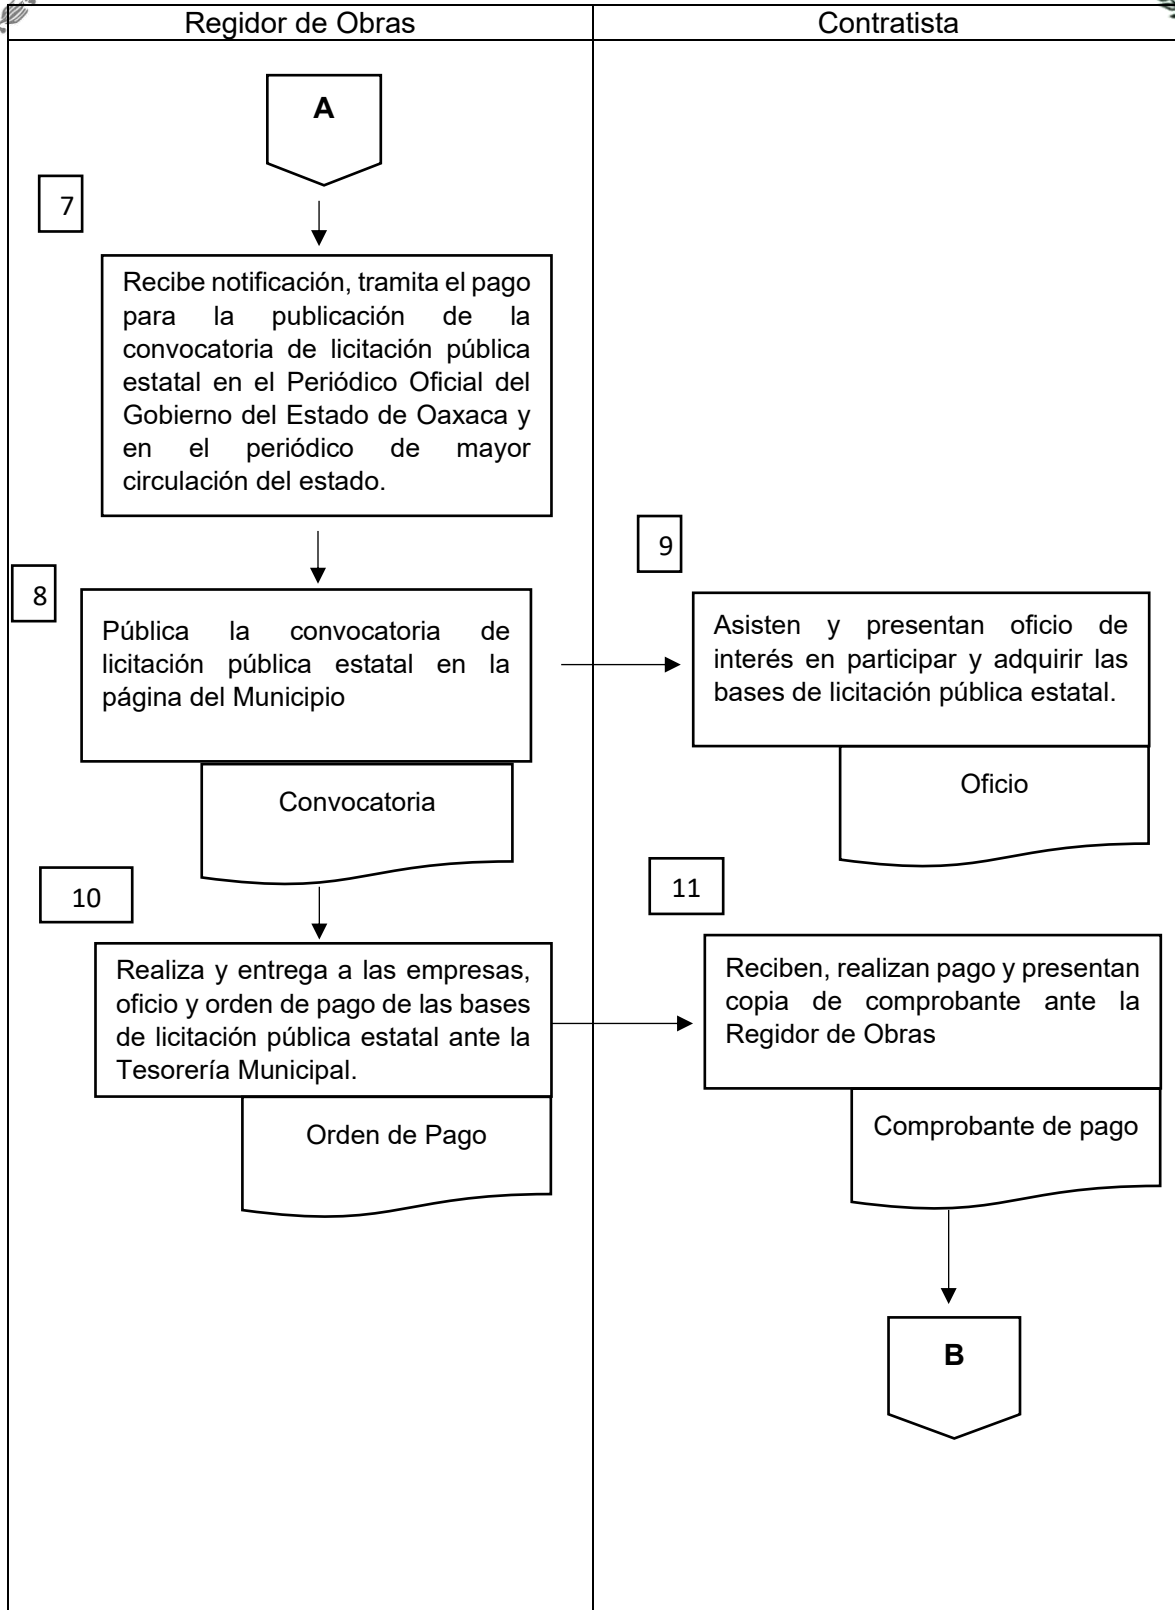 Regidor de Obras
Contratista
A
7
Recibe notificación, tramita el pago
para la publicación de la
convocatoria de licitación pública
estatal en el Periódico Oficial del
Gobierno del Estado de Oaxaca y
en el periódico de mayor
circulación del estado.
8
Pública la convocatoria de
licitación pública estatal en la
página del Municipio
Convocatoria
9
Asisten y presentan oficio de
interés en participar y adquirir las
bases de licitación pública estatal.
Oficio
10
Realiza y entrega a las empresas,
oficio y orden de pago de las bases
de licitación pública estatal ante la
Tesorería Municipal.
Orden de Pago
11
Reciben, realizan pago y presentan
copia de comprobante ante la
Regidor de Obras
Comprobante de pago
B